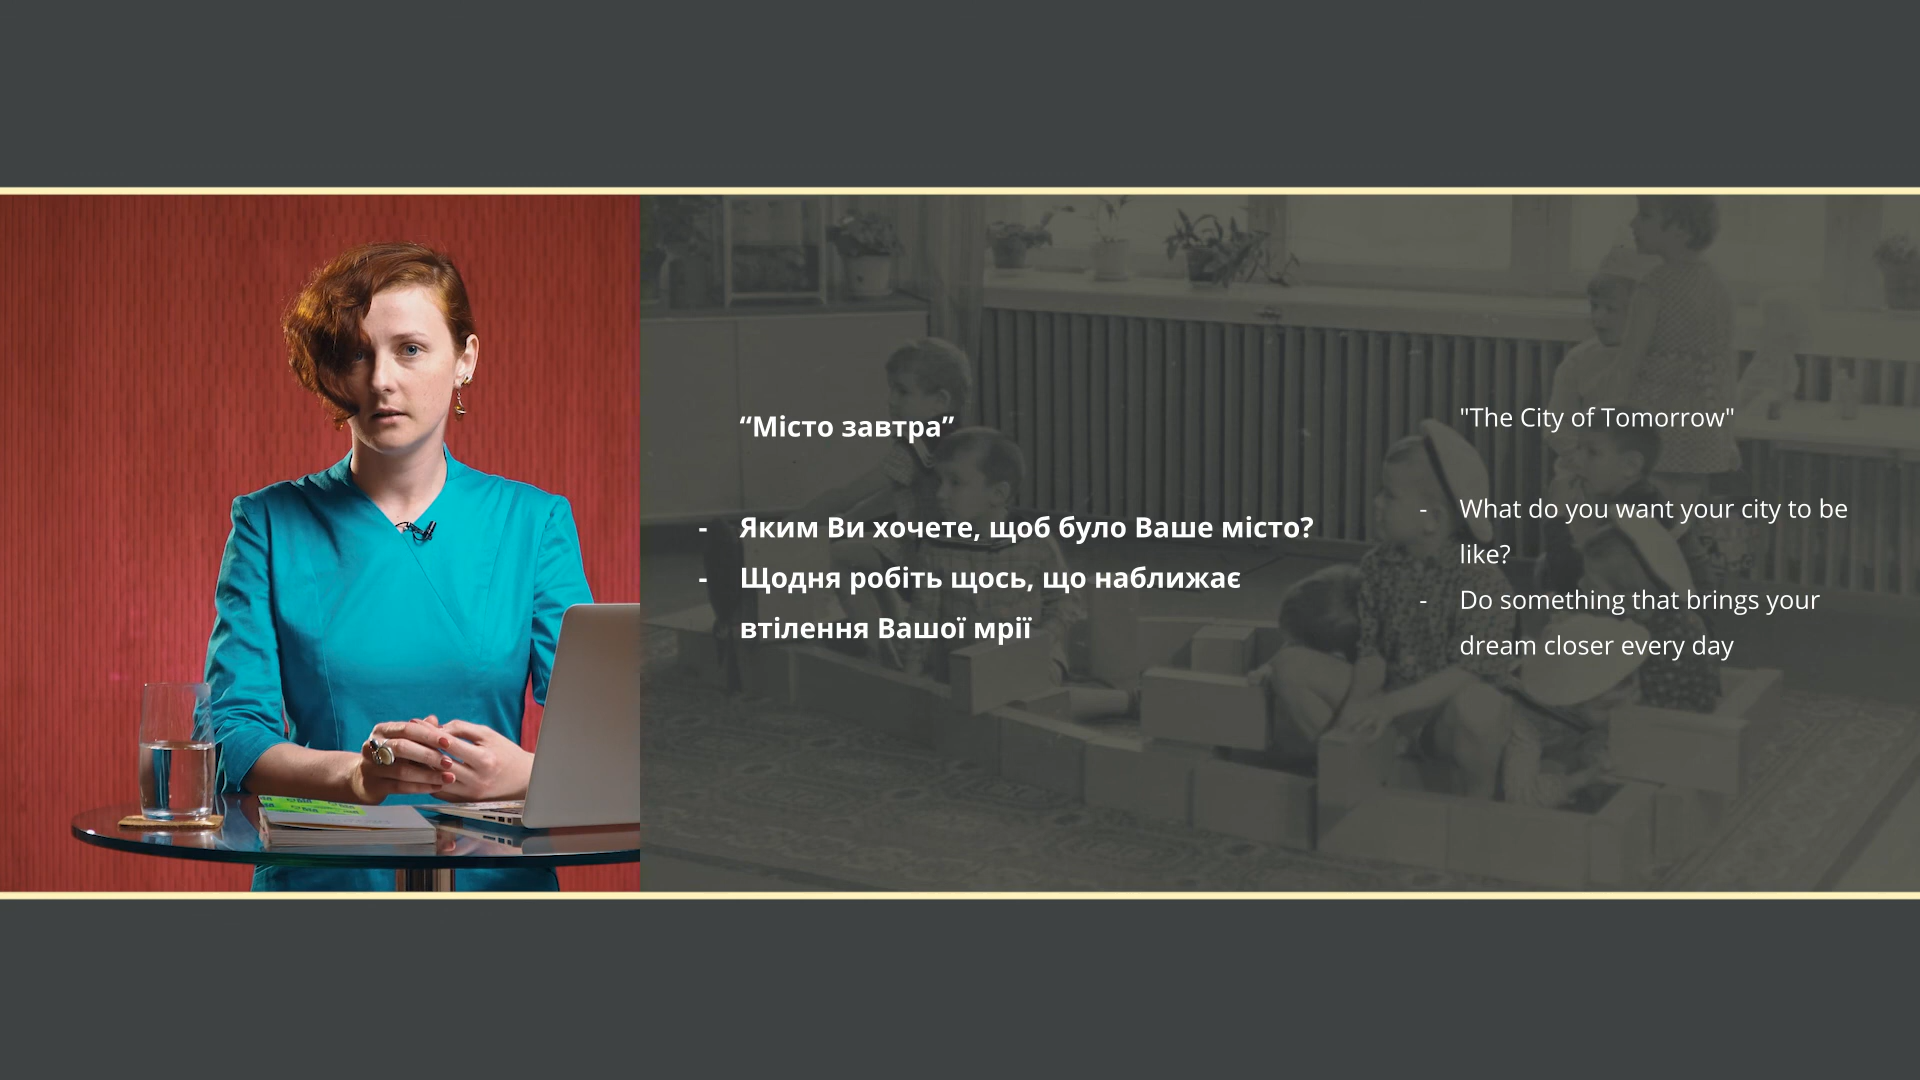 “Місто завтра”
- Яким Ви хочете, щоб було Ваше місто?
- Щодня робіть щось, що наближає
втілення Вашої мрії
"The City of Tomorrow"
- What do you want your city to be
like?
- Do something that brings your
dream closer every day